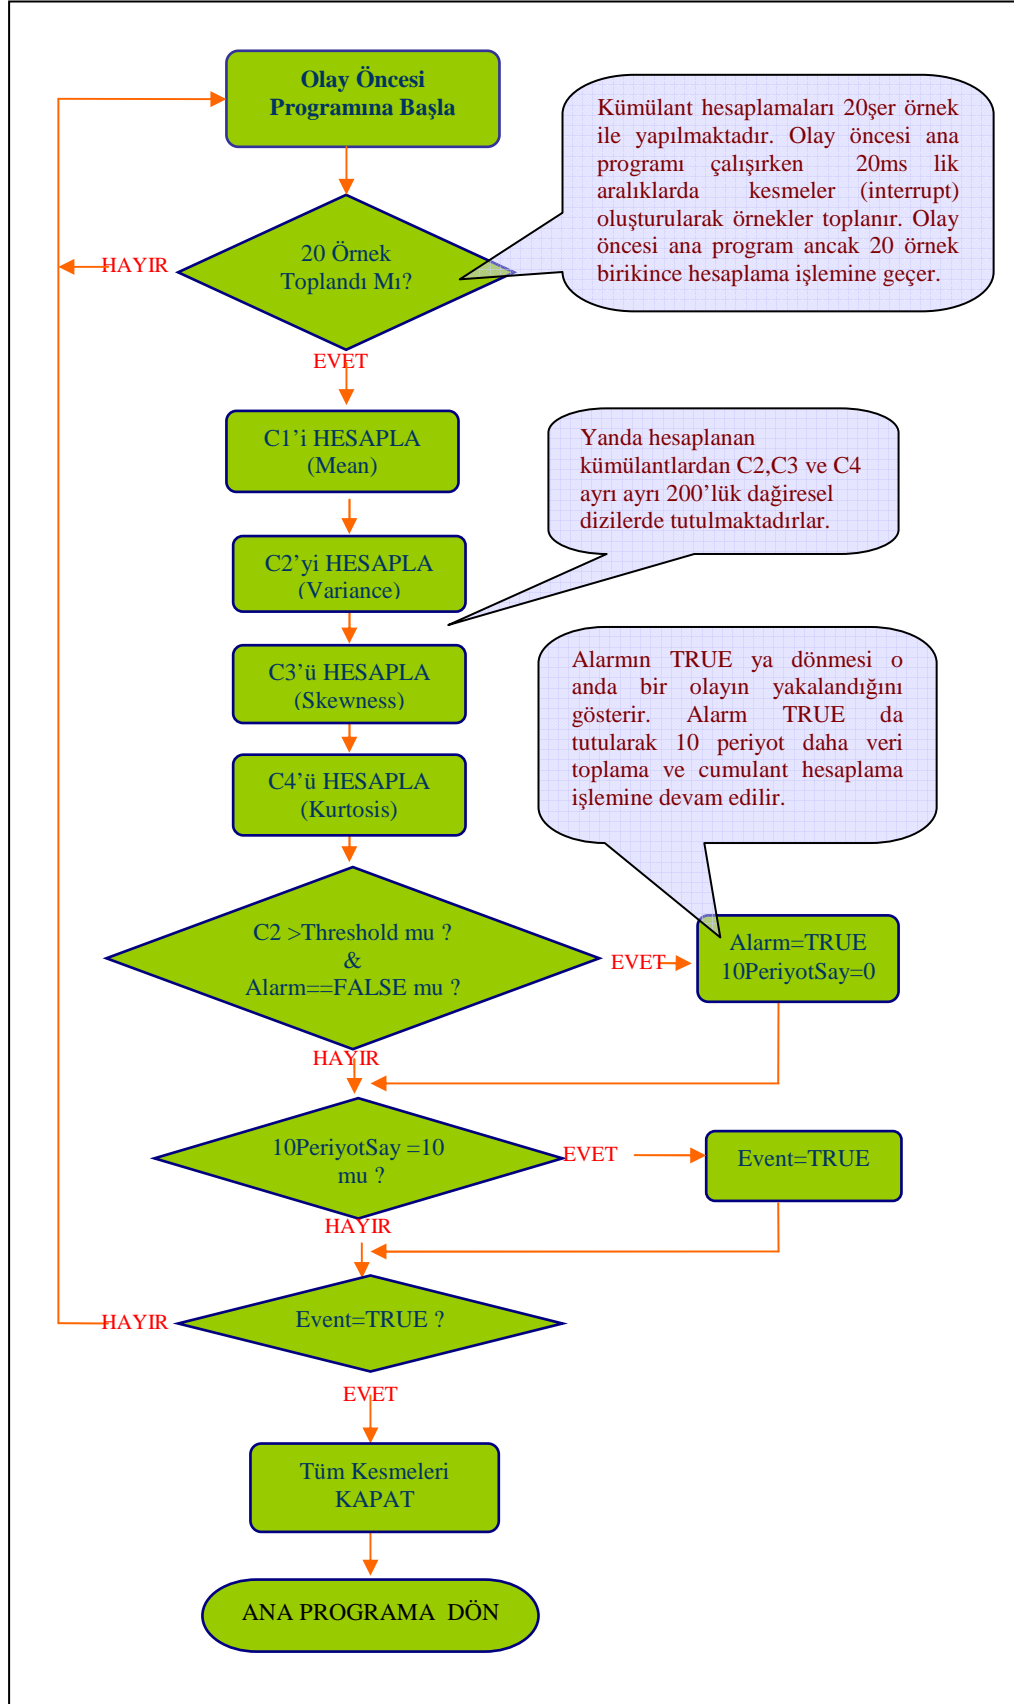 Olay Öncesi
Programına Başla
Kümülant hesaplamaları 20şer örnek
ile yapılmaktadır. Olay öncesi ana
programı çalışırken 20ms lik
aralıklarda kesmeler (interrupt)
oluşturularak örnekler toplanır. Olay
öncesi ana program ancak 20 örnek
birikince hesaplama işlemine geçer.
20 Örnek
Toplandı Mı?
HAYIR
EVET
C1’i HESAPLA
(Mean)
Yanda hesaplanan
kümülantlardan C2,C3 ve C4
ayrı ayrı 200’lük dağiresel
dizilerde tutulmaktadırlar.
C2’yi HESAPLA
(Variance)
C3’ü HESAPLA
(Skewness)
Alarmın TRUE ya dönmesi o
anda bir olayın yakalandığını
gösterir. Alarm TRUE da
tutularak 10 periyot daha veri
toplama ve cumulant hesaplama
işlemine devam edilir.
C4’ü HESAPLA
(Kurtosis)
C2 >Threshold mu ?
&
Alarm==FALSE mu ?
EVET
Alarm=TRUE
10PeriyotSay=0
HAYIR
10PeriyotSay =10
mu ?
EVET
Event=TRUE
HAYIR
Event=TRUE ?
HAYIR
EVET
Tüm Kesmeleri
KAPAT
ANA PROGRAMA DÖN